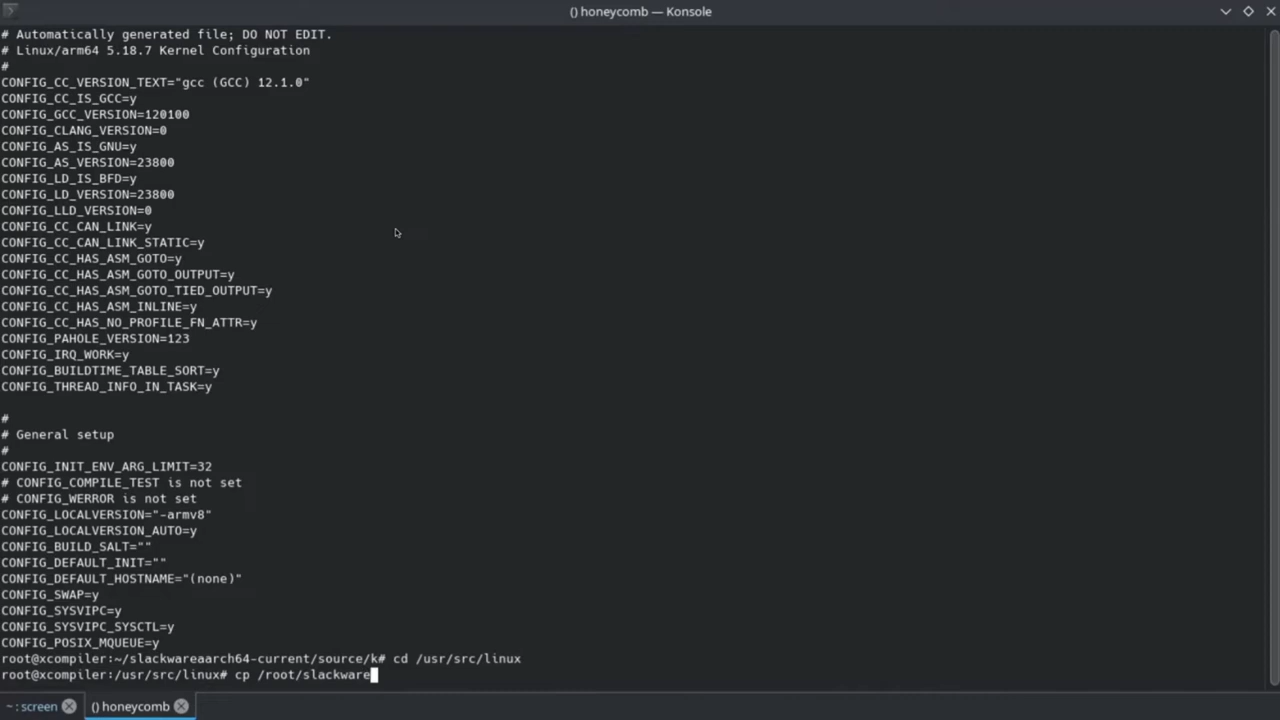 () honeycomb — Konsole
# Automatically generated file; DO NOT EDIT.
# Linux/arm64 5.18.7 Kernel Configuration
#
CONFIG_CC_VERSION_TEXT="gcc (GCC) 12.1.0"
CONFIG_CC_IS_GCC=y
CONFIG_GCC_VERSION=120100
CONFIG_CLANG_VERSION=0
CONFIG_AS_IS_GNU=y
CONFIG_AS_VERSION=23800
CONFIG_LD_IS_BFD=y
CONFIG_LD_VERSION=23800
CONFIG_LLD_VERSION=0
CONFIG_CC_CAN_LINK=y
CONFIG_CC_CAN_LINK_STATIC=y
CONFIG_CC_HAS_ASM_GOTO=y
CONFIG_CC_HAS_ASM_GOTO_OUTPUT=y
CONFIG_CC_HAS_ASM_GOTO_TIED_OUTPUT=y
CONFIG_CC_HAS_ASM_INLINE=y
CONFIG_CC_HAS_NO_PROFILE_FN_ATTR=y
CONFIG_PAHOLE_VERSION=123
CONFIG_IRQ_WORK=y
CONFIG_BUILDTIME_TABLE_SORT=y
CONFIG_THREAD_INFO_IN_TASK=y
#
# General setup
#
CONFIG_INIT_ENV_ARG_LIMIT=32
# CONFIG_COMPILE_TEST is not set
# CONFIG_WERROR is not set
CONFIG_LOCALVERSION="-armv8"
CONFIG_LOCALVERSION_AUTO=y
CONFIG_BUILD_SALT=""
CONFIG_DEFAULT_INIT=""
CONFIG_DEFAULT_HOSTNAME="(none)"
CONFIG_SWAP=y
CONFIG_SYSVIPC=y
CONFIG_SYSVIPC_SYSCTL=y
CONFIG_POSIX_MQUEUE=y
root@xcompiler:~/slackwareaarch64-current/source/k# cd /usr/src/linux
root@xcompiler:/usr/src/linux# cp /root/slackware
~ : screen
() honeycomb